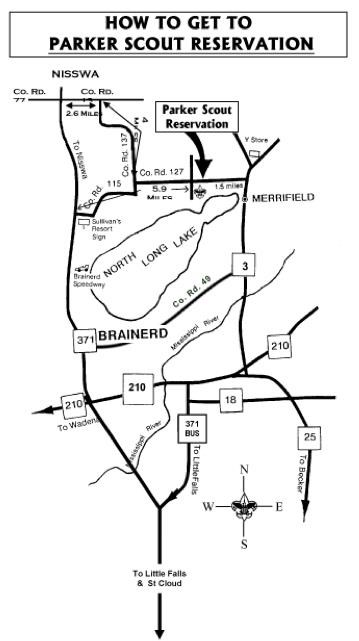 HOW TO GET TO
PARKER SCOUT RESERVATION
NISSWA
Co. RD.
77
Co. RD.
2.6 MILES
To Nisswa
Co. Rd. 137
Parker Scout
Reservation
Y Store
Co. Rd. 127
Co. Rd.
115
5.9
MILES
1.5 miles
MERRIFIELD
Sullivan's
Resort
Sign
Brainerd
Speedway
NORTH LONG LAKE
3
Co. Rd. 49
Mississippi River
371
BRAINERD
210
210
210
To Wadena
18
371
BUS
25
Mississippi River
To LittleFalls
To Becker
N
W
E
S
To Little Falls
& St Cloud